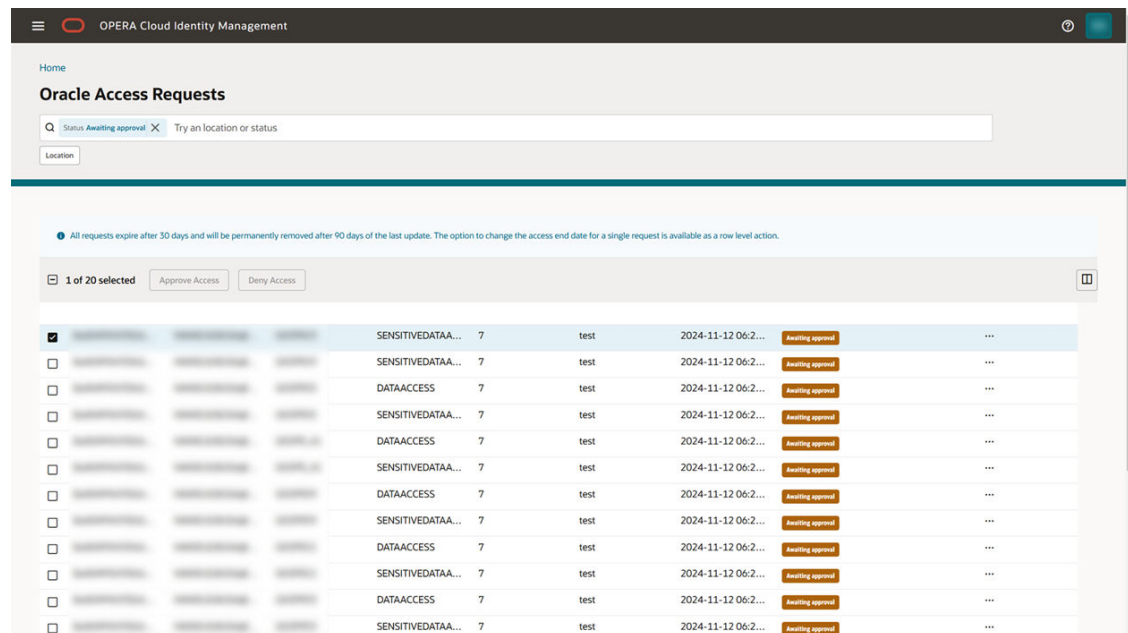 OPERA Cloud Identity Management
Home
Oracle Access Requests
Status Awaiting approval Try an location or status
Location
All requests expire after 30 days and will be permanently removed after 90 days of the last update. The option to change the access end date for a single request is available as a row level action.
1 of 20 selected Approve Access Deny Access
SENSITIVEDATAA... 7 test 2024-11-12 06:2... Awaiting approval ...
SENSITIVEDATAA... 7 test 2024-11-12 06:2... Awaiting approval ...
DATAACCESS 7 test 2024-11-12 06:2... Awaiting approval ...
SENSITIVEDATAA... 7 test 2024-11-12 06:2... Awaiting approval ...
DATAACCESS 7 test 2024-11-12 06:2... Awaiting approval ...
SENSITIVEDATAA... 7 test 2024-11-12 06:2... Awaiting approval ...
DATAACCESS 7 test 2024-11-12 06:2... Awaiting approval ...
SENSITIVEDATAA... 7 test 2024-11-12 06:2... Awaiting approval ...
DATAACCESS 7 test 2024-11-12 06:2... Awaiting approval ...
SENSITIVEDATAA... 7 test 2024-11-12 06:2... Awaiting approval ...
DATAACCESS 7 test 2024-11-12 06:2... Awaiting approval ...
SENSITIVEDATAA... 7 test 2024-11-12 06:2... Awaiting approval ...